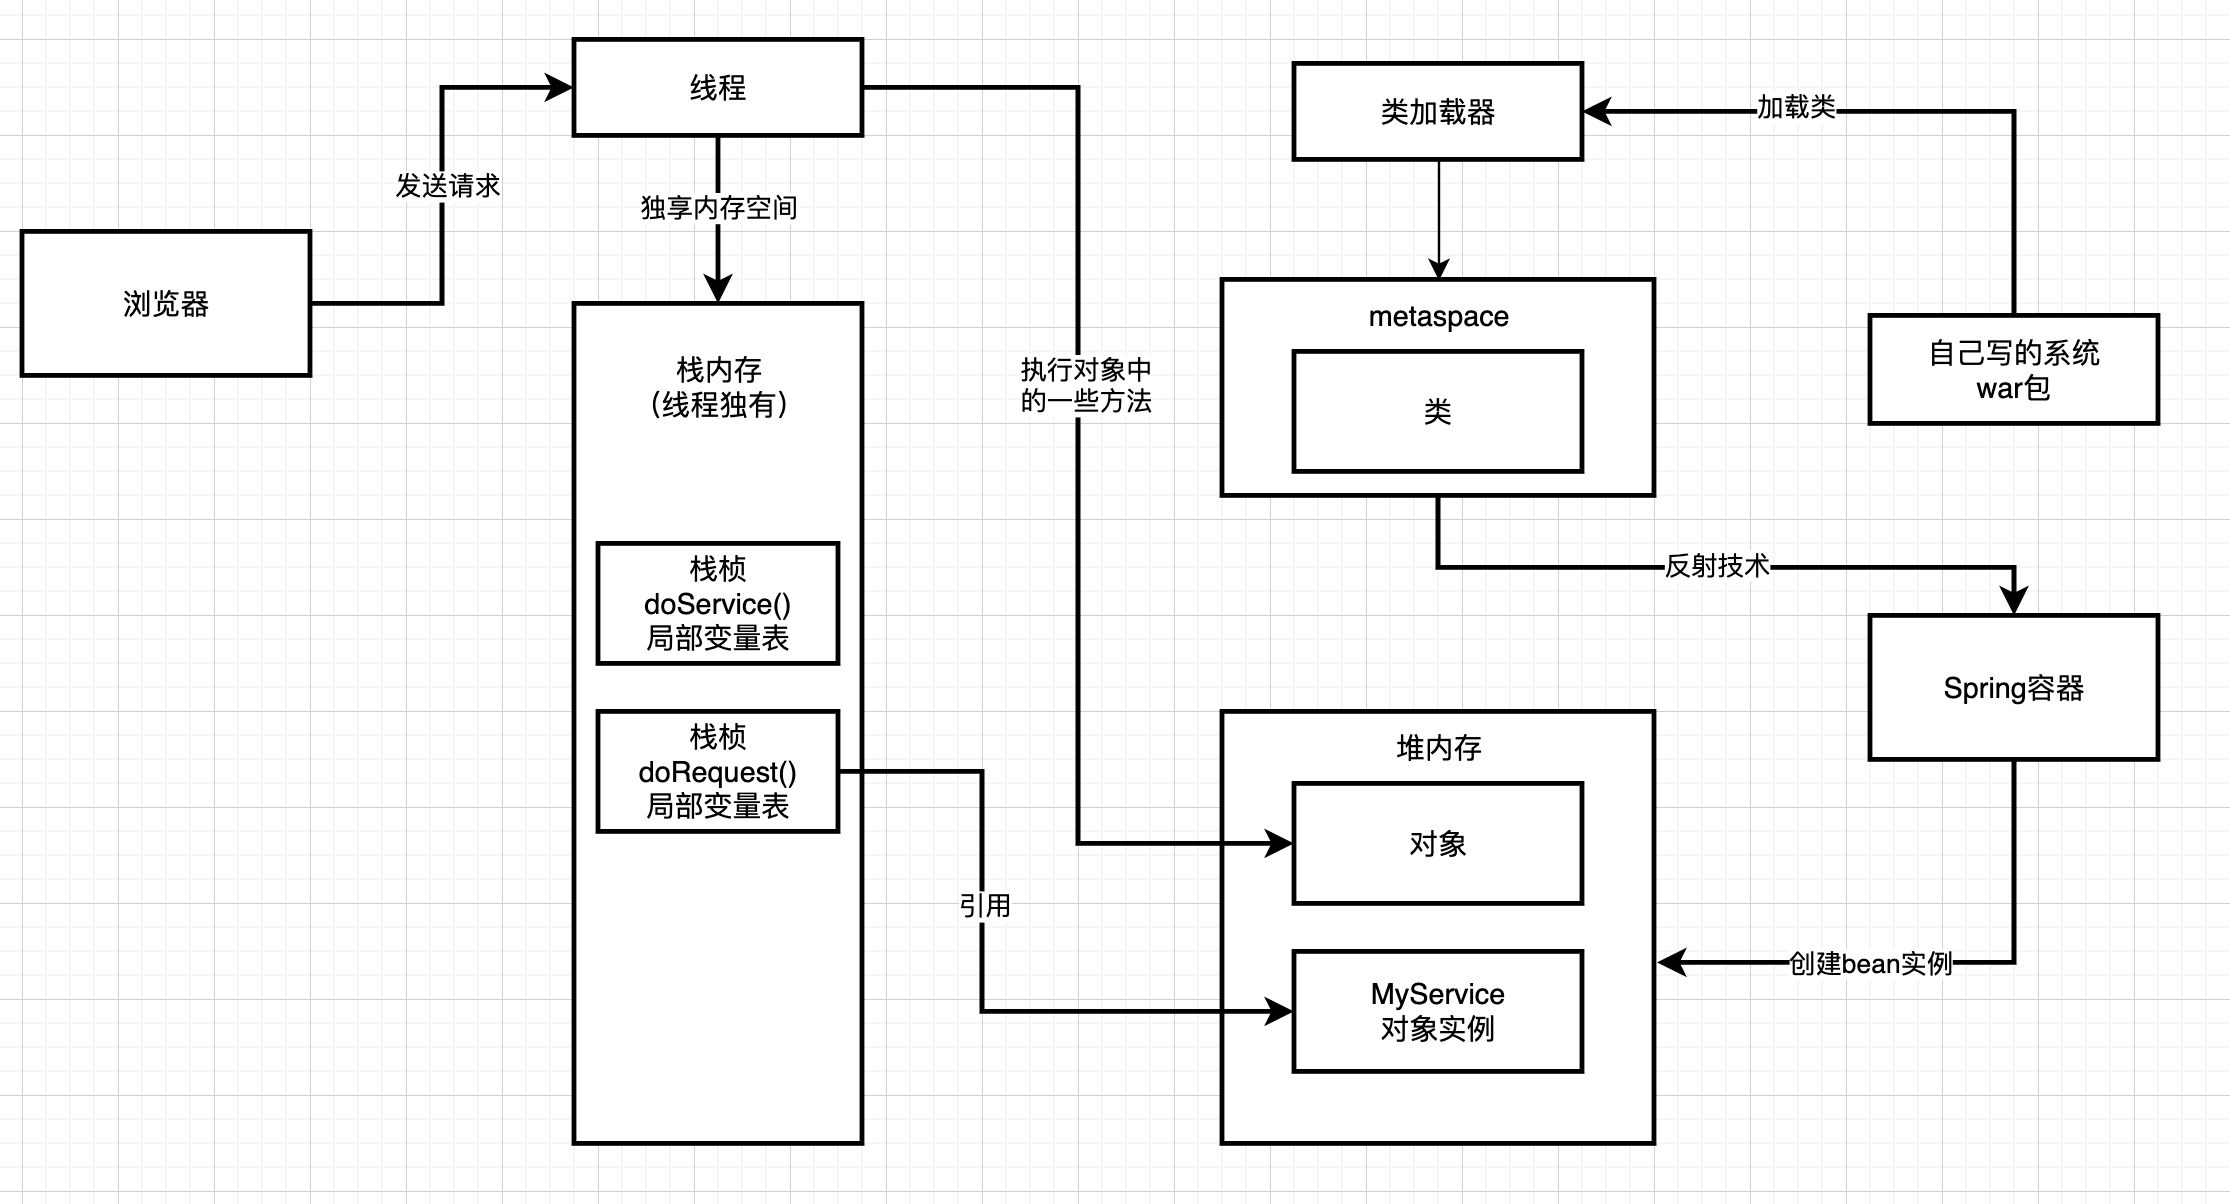 线程
类加载器
加载类
发送请求
独享内存空间
浏览器
metaspace
类
自己写的系统
war包
栈内存
（线程独有）
执行对象中
的一些方法
栈桢
doService()
局部变量表
反射技术
Spring容器
栈桢
doRequest()
局部变量表
堆内存
对象
引用
创建bean实例
MyService
对象实例